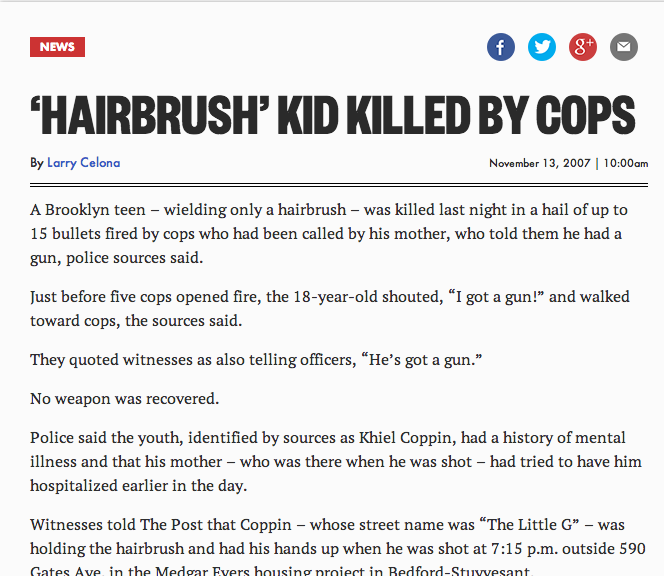 NEWS
f
g+
‘HAIRBRUSH’ KID KILLED BY COPS
By Larry Celona
November 13, 2007 | 10:00am
A Brooklyn teen – wielding only a hairbrush – was killed last night in a hail of up to
15 bullets fired by cops who had been called by his mother, who told them he had a
gun, police sources said.
Just before five cops opened fire, the 18-year-old shouted, “I got a gun!” and walked
toward cops, the sources said.
They quoted witnesses as also telling officers, “He’s got a gun.”
No weapon was recovered.
Police said the youth, identified by sources as Khiel Coppin, had a history of mental
illness and that his mother – who was there when he was shot – had tried to have him
hospitalized earlier in the day.
Witnesses told The Post that Coppin – whose street name was “The Little G” – was
holding the hairbrush and had his hands up when he was shot at 7:15 p.m. outside 590
Gates Ave. in the Medgar Evers housing project in Bedford-Stuyvesant.